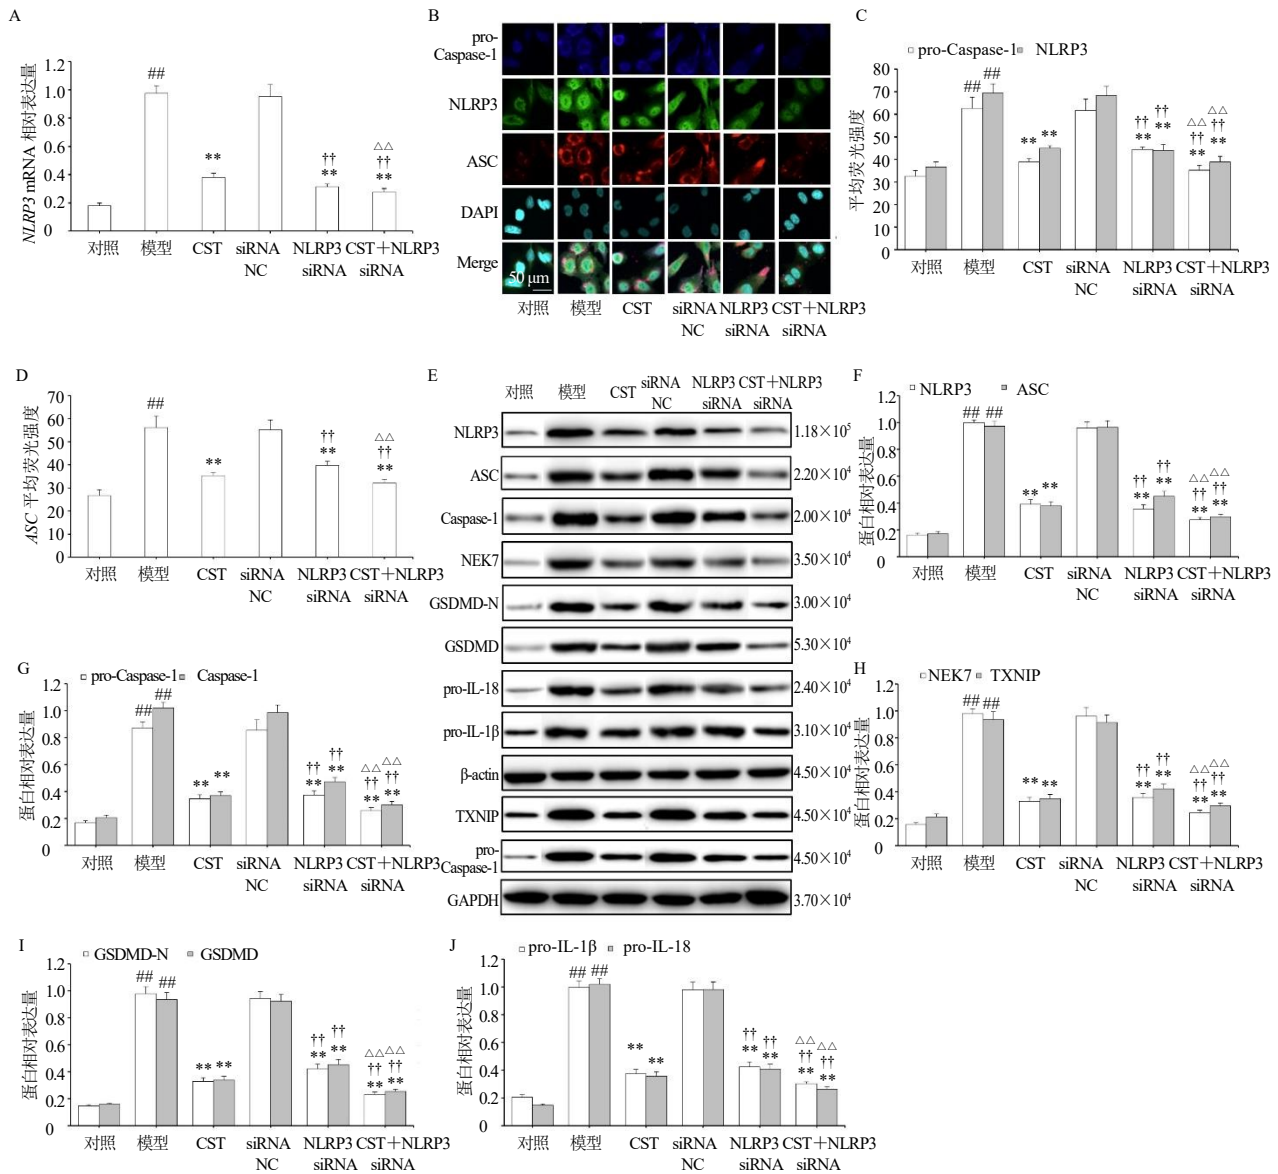 A
NLRP3 mRNA 相对表达量
1.2
1.0
0.8
0.6
0.4
0.2
0
##
**
††
**
△△
††
**
对照 模型 CST siRNA NLRP3 CST+NLRP3
NC siRNA siRNA
B
pro-
Caspase-1
NLRP3
ASC
DAPI
Merge
50 μm
对照 模型 CST siRNA NLRP3 CST+NLRP3
NC siRNA siRNA
C
pro-Caspase-1 NLRP3
平均荧光强度
80
70
60
50
40
30
20
10
0
## ##
** **
†† ††
** **
△△ △△
†† ††
** **
对照 模型 CST siRNA NLRP3 CST+NLRP3
NC siRNA siRNA
D
ASC 平均荧光强度
70
60
50
40
30
20
10
0
##
**
††
**
△△
††
**
对照 模型 CST siRNA NLRP3 CST+NLRP3
NC siRNA siRNA
E
对照 模型 CST siRNA NLRP3 CST+NLRP3
NC siRNA siRNA
NLRP3 1.18×10⁵
ASC 2.20×10⁴
Caspase-1 2.00×10⁴
NEK7 3.50×10⁴
GSDMD-N 3.00×10⁴
GSDMD 5.30×10⁴
pro-IL-18 2.40×10⁴
pro-IL-1β 3.10×10⁴
β-actin 4.50×10⁴
TXNIP 4.50×10⁴
pro-
Caspase-1 4.50×10⁴
GAPDH 3.70×10⁴
F
NLRP3 ASC
蛋白相对表达量
1.2
1.0
0.8
0.6
0.4
0.2
0
## ##
** **
†† ††
** **
△△ △△
†† ††
** **
对照 模型 CST siRNA NLRP3 CST+NLRP3
NC siRNA siRNA
G
pro-Caspase-1 Caspase-1
蛋白相对表达量
1.2
1.0
0.8
0.6
0.4
0.2
0
## ##
** **
†† ††
** **
△△ △△
†† ††
** **
对照 模型 CST siRNA NLRP3 CST+NLRP3
NC siRNA siRNA
H
NEK7 TXNIP
蛋白相对表达量
1.2
1.0
0.8
0.6
0.4
0.2
0
## ##
** **
†† ††
** **
△△ △△
†† ††
** **
对照 模型 CST siRNA NLRP3 CST+NLRP3
NC siRNA siRNA
I
GSDMD-N GSDMD
蛋白相对表达量
1.2
1.0
0.8
0.6
0.4
0.2
0
## ##
** **
†† ††
** **
△△ △△
†† ††
** **
对照 模型 CST siRNA NLRP3 CST+NLRP3
NC siRNA siRNA
J
pro-IL-1β pro-IL-18
蛋白相对表达量
1.2
1.0
0.8
0.6
0.4
0.2
0
## ##
** **
†† ††
** **
△△ △△
†† ††
** **
对照 模型 CST siRNA NLRP3 CST+NLRP3
NC siRNA siRNA